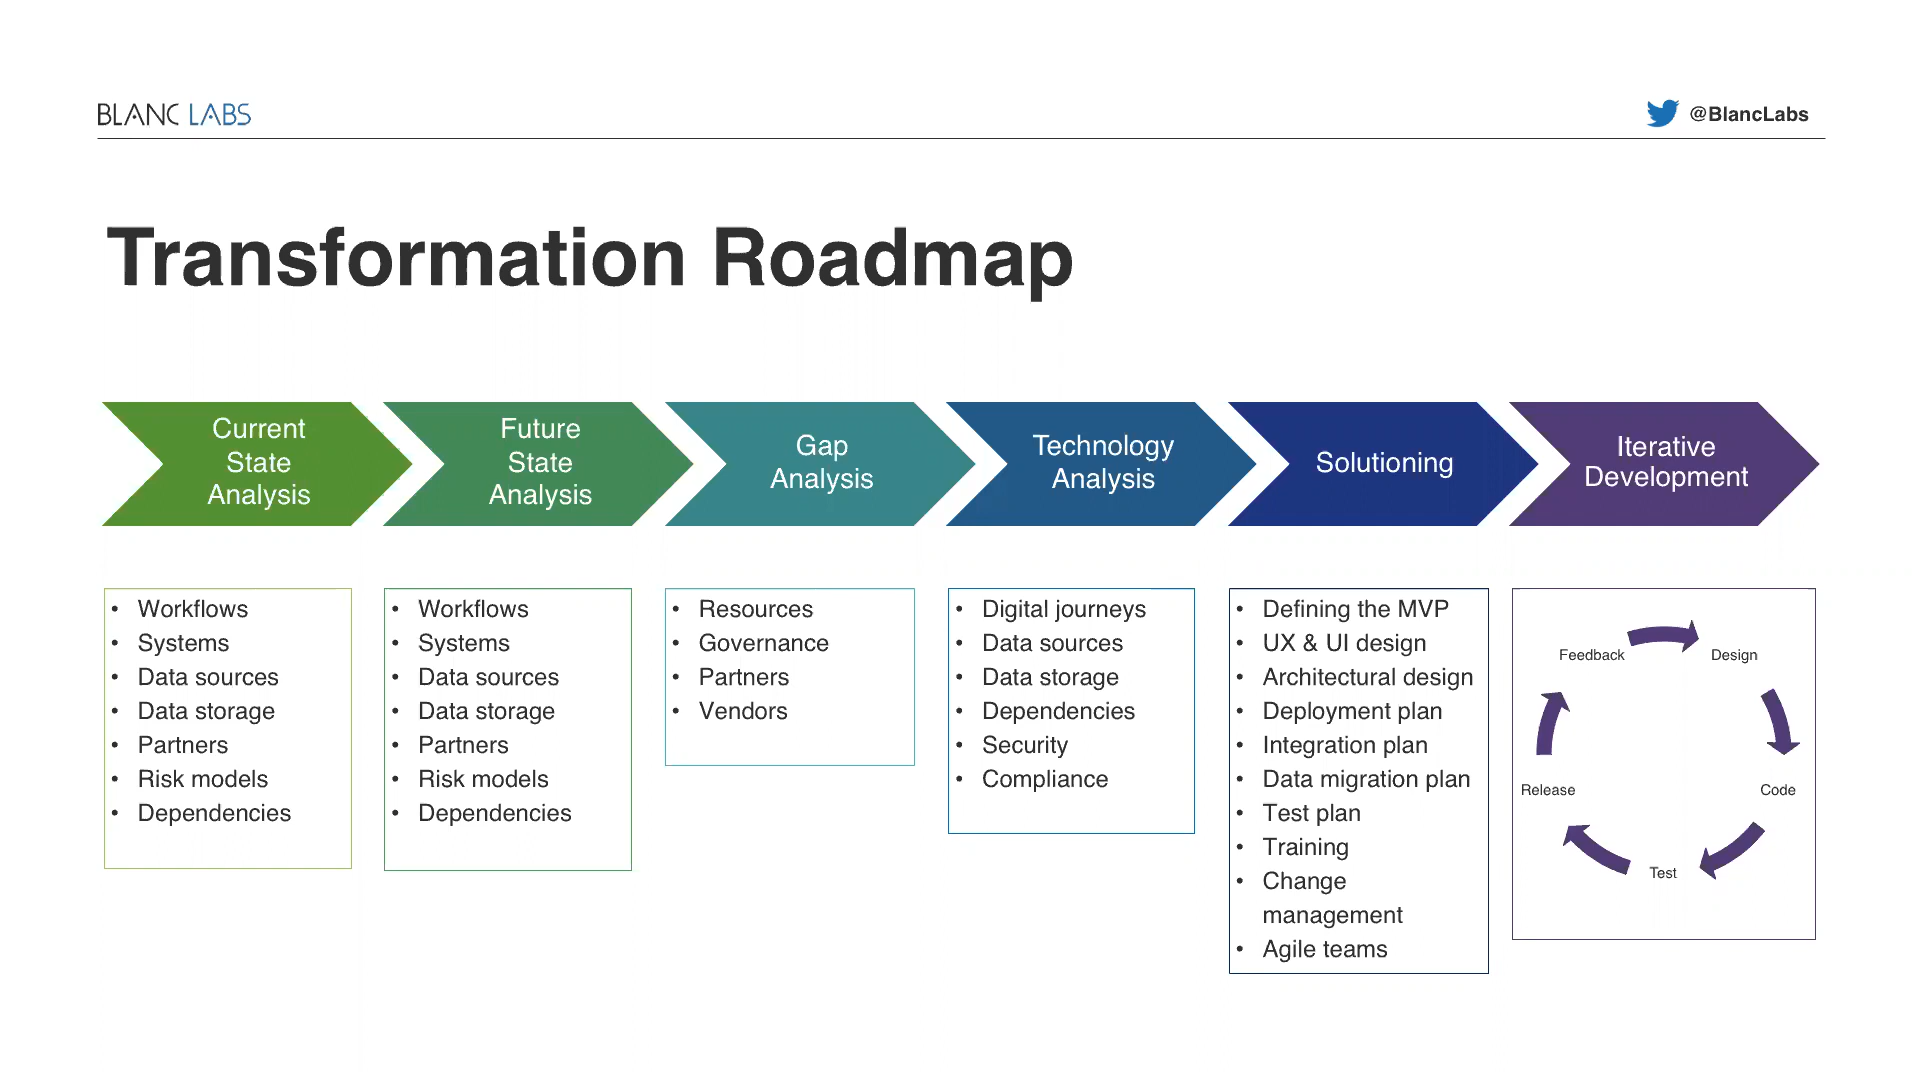 BLANC LABS
@BlancLabs
Transformation Roadmap
Current
State
Analysis
Future
State
Analysis
Gap
Analysis
Technology
Analysis
Solutioning
Iterative
Development
• Workflows
• Systems
• Data sources
• Data storage
• Partners
• Risk models
• Dependencies
• Workflows
• Systems
• Data sources
• Data storage
• Partners
• Risk models
• Dependencies
• Resources
• Governance
• Partners
• Vendors
• Digital journeys
• Data sources
• Data storage
• Dependencies
• Security
• Compliance
• Defining the MVP
• UX & UI design
• Architectural design
• Deployment plan
• Integration plan
• Data migration plan
• Test plan
• Training
• Change
management
• Agile teams
Feedback
Design
Code
Test
Release